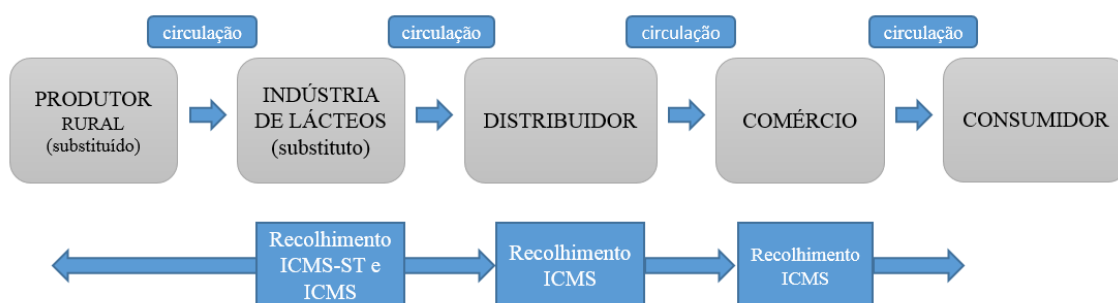 circulação
circulação
circulação
circulação
PRODUTOR
RURAL
(substituído)
INDÚSTRIA
DE LÁCTEOS
(substituto)
DISTRIBUIDOR
COMÉRCIO
CONSUMIDOR
Recolhimento
ICMS-ST e
ICMS
Recolhimento
ICMS
Recolhimento
ICMS